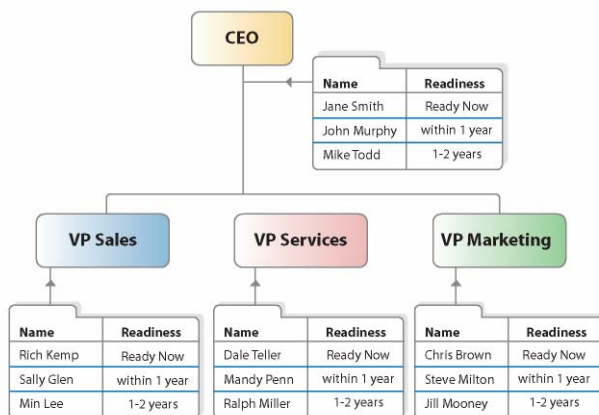 CEO
Name Readiness
Jane Smith Ready Now
John Murphy within 1 year
Mike Todd 1-2 years
VP Sales
VP Services
VP Marketing
Name Readiness
Rich Kemp Ready Now
Sally Glen within 1 year
Min Lee 1-2 years
Name Readiness
Dale Teller Ready Now
Mandy Penn within 1 year
Ralph Miller 1-2 years
Name Readiness
Chris Brown Ready Now
Steve Milton within 1 year
Jill Mooney 1-2 years